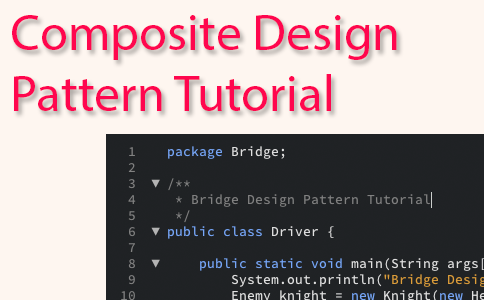 Composite Design
Pattern Tutorial
1 package Bridge;
2
3 ▼ /**
4 * Bridge Design Pattern Tutorial
5 */
6 ▼ public class Driver {
7
8 ▼ public static void main(String args[
9 System.out.println("Bridge Desig
10 Enemy knight = new Knight(new He